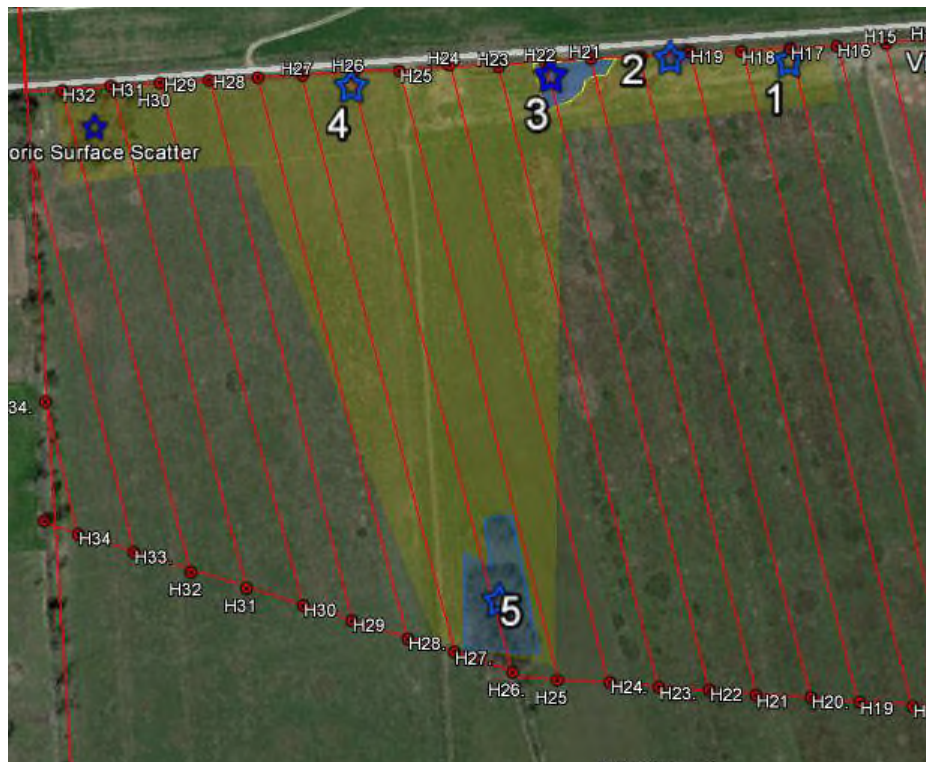 H15
H17
H16
H18
H19
2
H21
H22
H23
H24
H25
H26
H27
H28
H29
H30
H31
H32
1
3
4
oric Surface Scatter
34.
H34
H33.
H32
H31
H30
H29
H28.
H27.
5
H26.
H25
H24.
H23.
H22
H21
H20.
H19